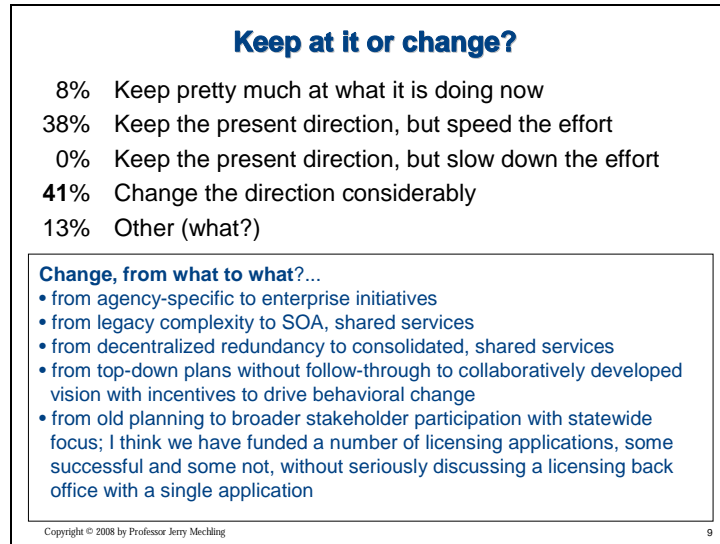 Keep at it or change?
8% Keep pretty much at what it is doing now
38% Keep the present direction, but speed the effort
0% Keep the present direction, but slow down the effort
41% Change the direction considerably
13% Other (what?)
Change, from what to what?...
• from agency-specific to enterprise initiatives
• from legacy complexity to SOA, shared services
• from decentralized redundancy to consolidated, shared services
• from top-down plans without follow-through to collaboratively developed
vision with incentives to drive behavioral change
• from old planning to broader stakeholder participation with statewide
focus; I think we have funded a number of licensing applications, some
successful and some not, without seriously discussing a licensing back
office with a single application
Copyright © 2008 by Professor Jerry Mechling
9